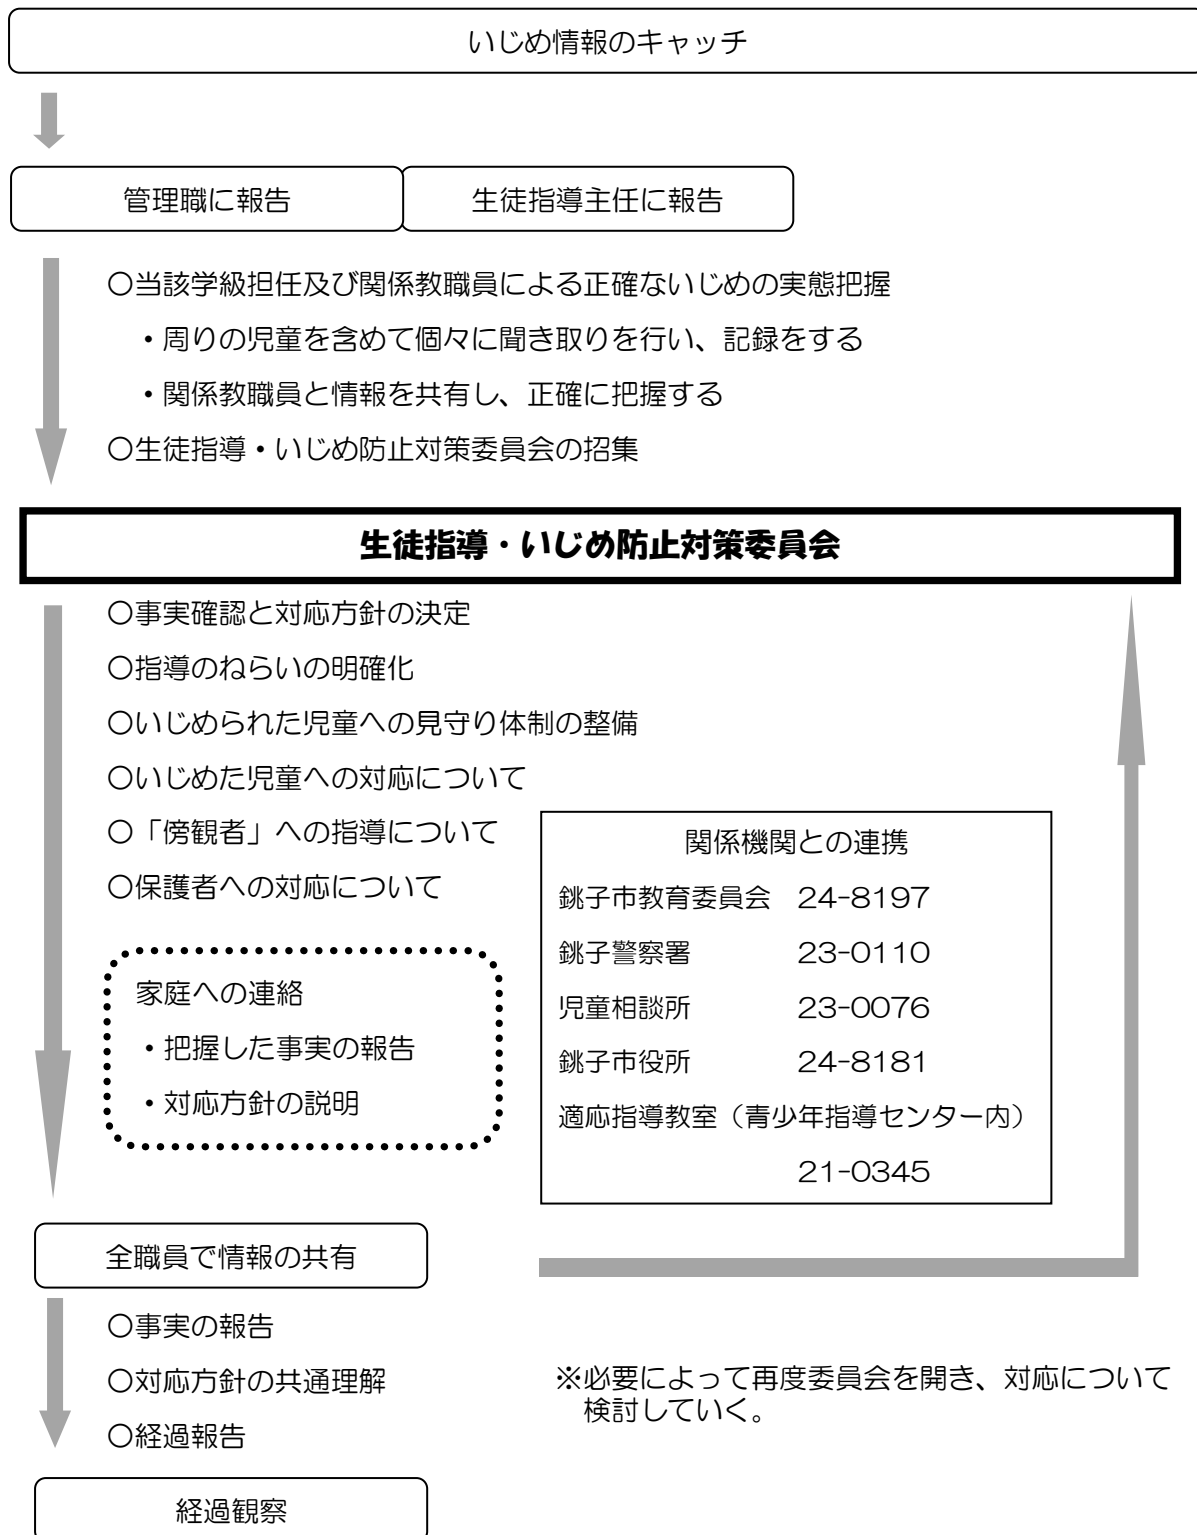 いじめ情報のキャッチ
管理職に報告
生徒指導主任に報告
〇当該学級担任及び関係教職員による正確ないじめの実態把握
・周りの児童を含めて個々に聞き取りを行い、記録をする
・関係教職員と情報を共有し、正確に把握する
〇生徒指導・いじめ防止対策委員会の招集
生徒指導・いじめ防止対策委員会
〇事実確認と対応方針の決定
〇指導のねらいの明確化
〇いじめられた児童への見守り体制の整備
〇いじめた児童への対応について
〇「傍観者」への指導について
〇保護者への対応について
家庭への連絡
・把握した事実の報告
・対応方針の説明
関係機関との連携
銚子市教育委員会　24-8197
銚子警察署　23-0110
児童相談所　23-0076
銚子市役所　24-8181
適応指導教室（青少年指導センター内）
21-0345
全職員で情報の共有
〇事実の報告
〇対応方針の共通理解
〇経過報告
※必要によって再度委員会を開き、対応について
検討していく。
経過観察